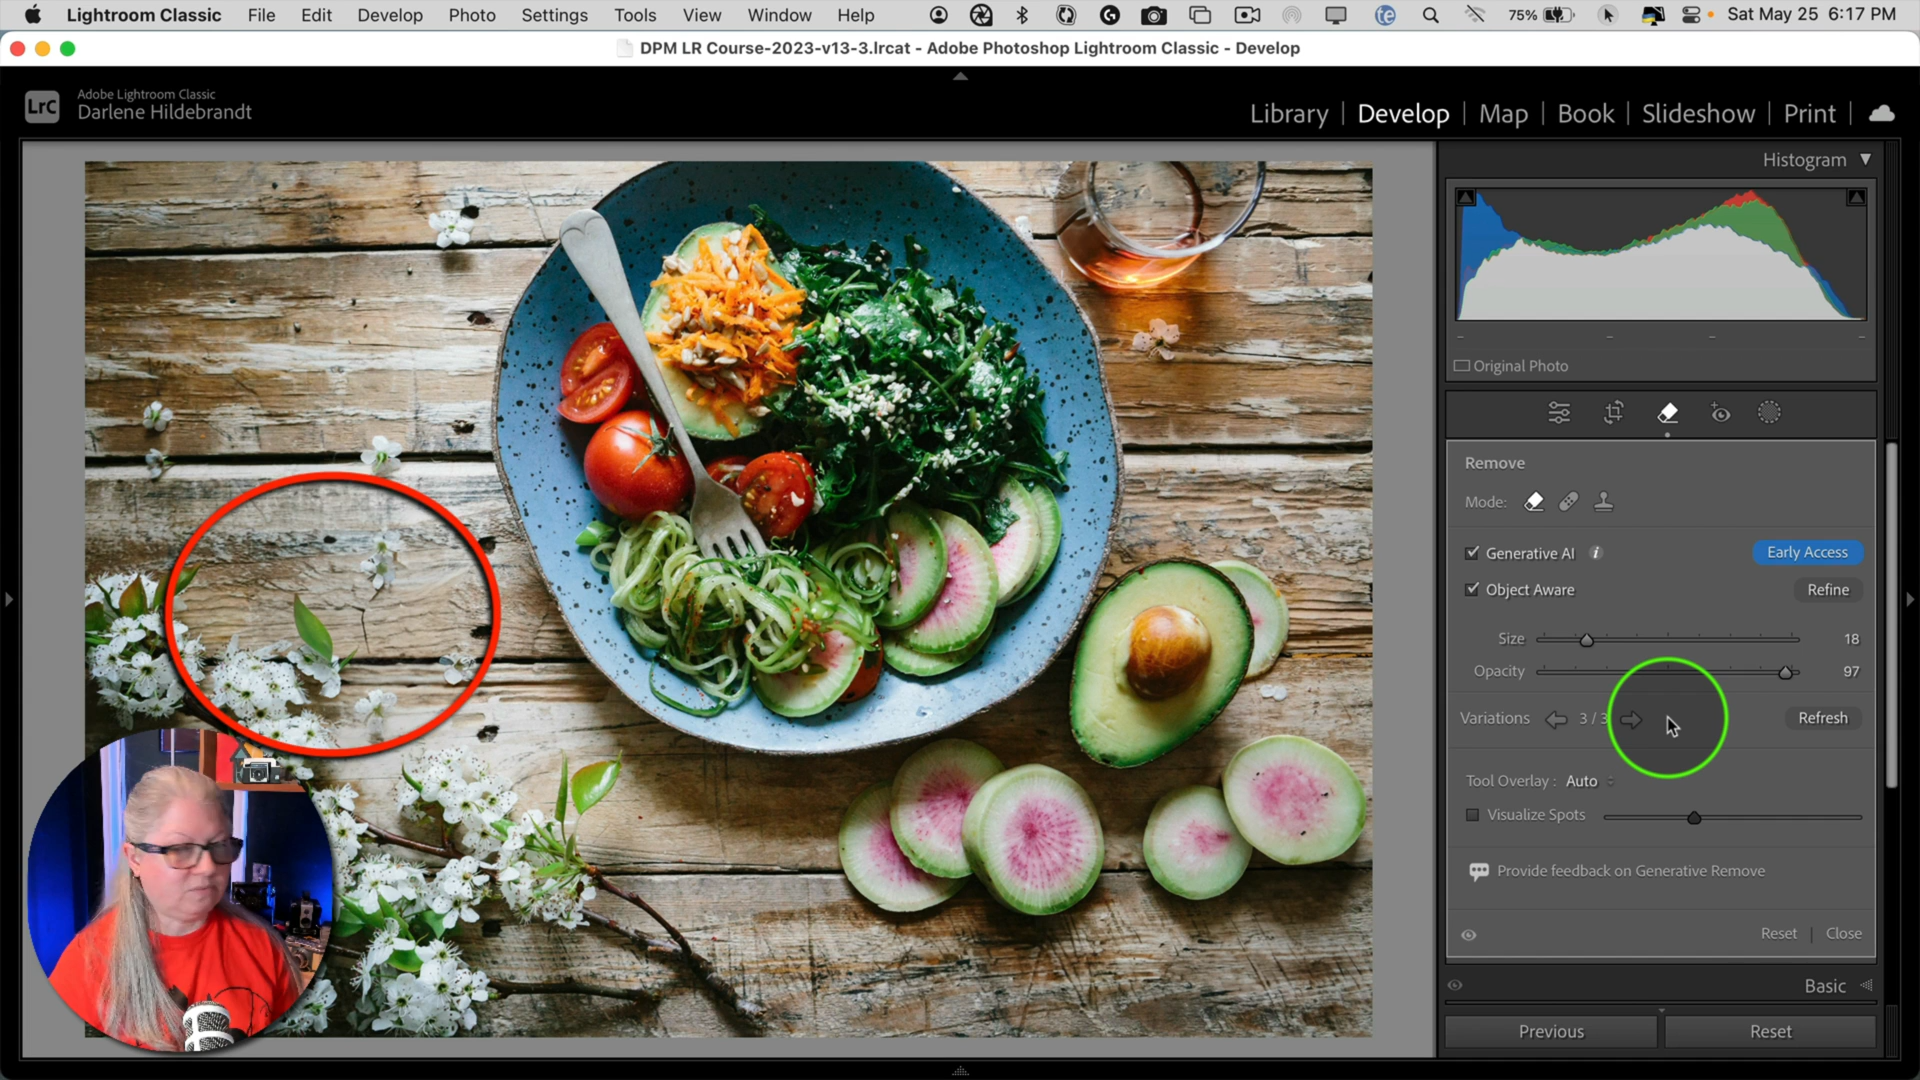 Lightroom Classic File Edit Develop Photo Settings Tools View Window Help te 75% Sat May 25 6:17 PM
DPM LR Course-2023-v13-3.lrcat - Adobe Photoshop Lightroom Classic - Develop
LrC
Adobe Lightroom Classic
Darlene Hildebrandt
Library | Develop | Map | Book | Slideshow | Print |
Histogram
Original Photo
Remove
Mode:
Generative AI i Early Access
Object Aware Refine
Size 18
Opacity 97
Variations 3 / 3 Refresh
Tool Overlay : Auto
Visualize Spots
Provide feedback on Generative Remove
Reset | Close
Basic
Previous Reset